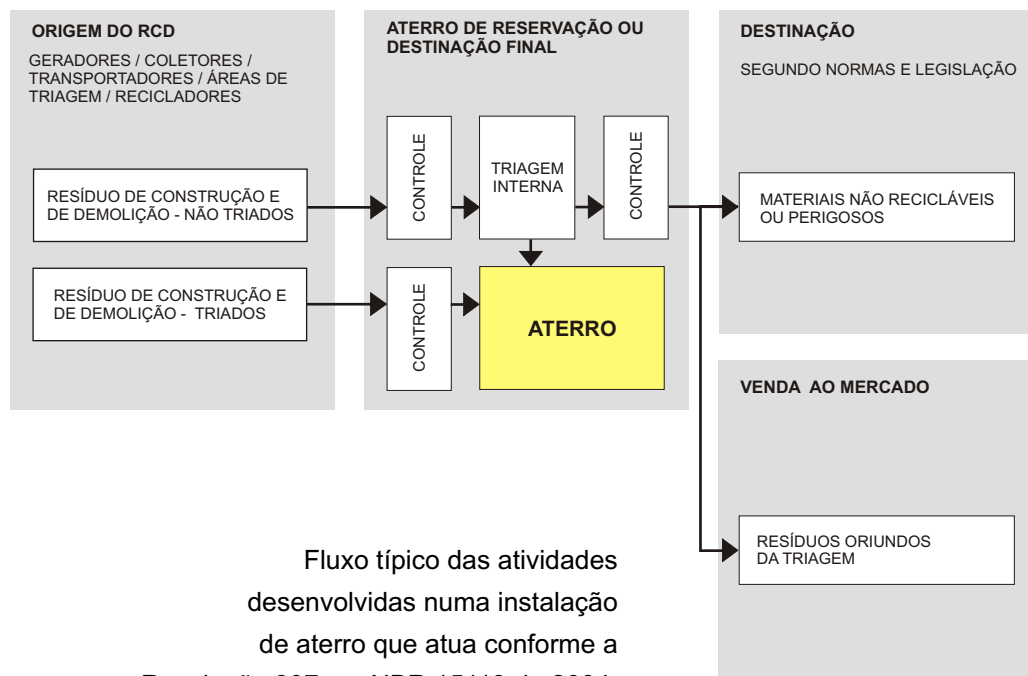 ORIGEM DO RCD
GERADORES / COLETORES /
TRANSPORTADORES / ÁREAS DE
TRIAGEM / RECICLADORES
RESÍDUO DE CONSTRUÇÃO E
DE DEMOLIÇÃO - NÃO TRIADOS
RESÍDUO DE CONSTRUÇÃO E
DE DEMOLIÇÃO - TRIADOS
ATERRO DE RESERVAÇÃO OU
DESTINAÇÃO FINAL
CONTROLE
TRIAGEM
INTERNA
CONTROLE
CONTROLE
ATERRO
DESTINAÇÃO
SEGUNDO NORMAS E LEGISLAÇÃO
MATERIAIS NÃO RECICLÁVEIS
OU PERIGOSOS
VENDA AO MERCADO
RESÍDUOS ORIUNDOS
DA TRIAGEM
Fluxo típico das atividades
desenvolvidas numa instalação
de aterro que atua conforme a